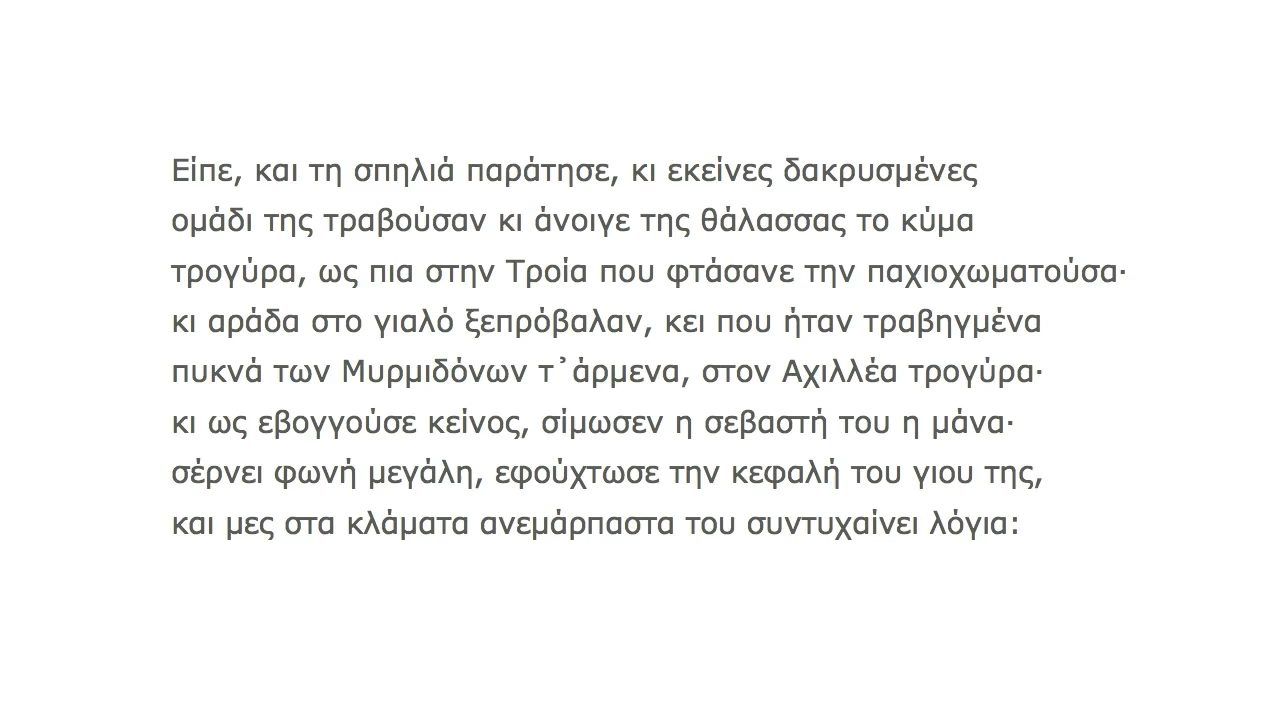 Είπε, και τη σπηλιά παράτησε, κι εκείνες δακρυσμένες
ομάδι της τραβούσαν κι άνοιγε της θάλασσας το κύμα
τρογύρα, ως πια στην Τροία που φτάσανε την παχιοχωματούσα·
κι αράδα στο γιαλό ξεπρόβαλαν, κει που ήταν τραβηγμένα
πυκνά των Μυρμιδόνων τ᾿άρμενα, στον Αχιλλέα τρογύρα·
κι ως εβογγούσε κείνος, σίμωσεν η σεβαστή του η μάνα·
σέρνει φωνή μεγάλη, εφούχτωσε την κεφαλή του γιου της,
και μες στα κλάματα ανεμάρπαστα του συντυχαίνει λόγια: